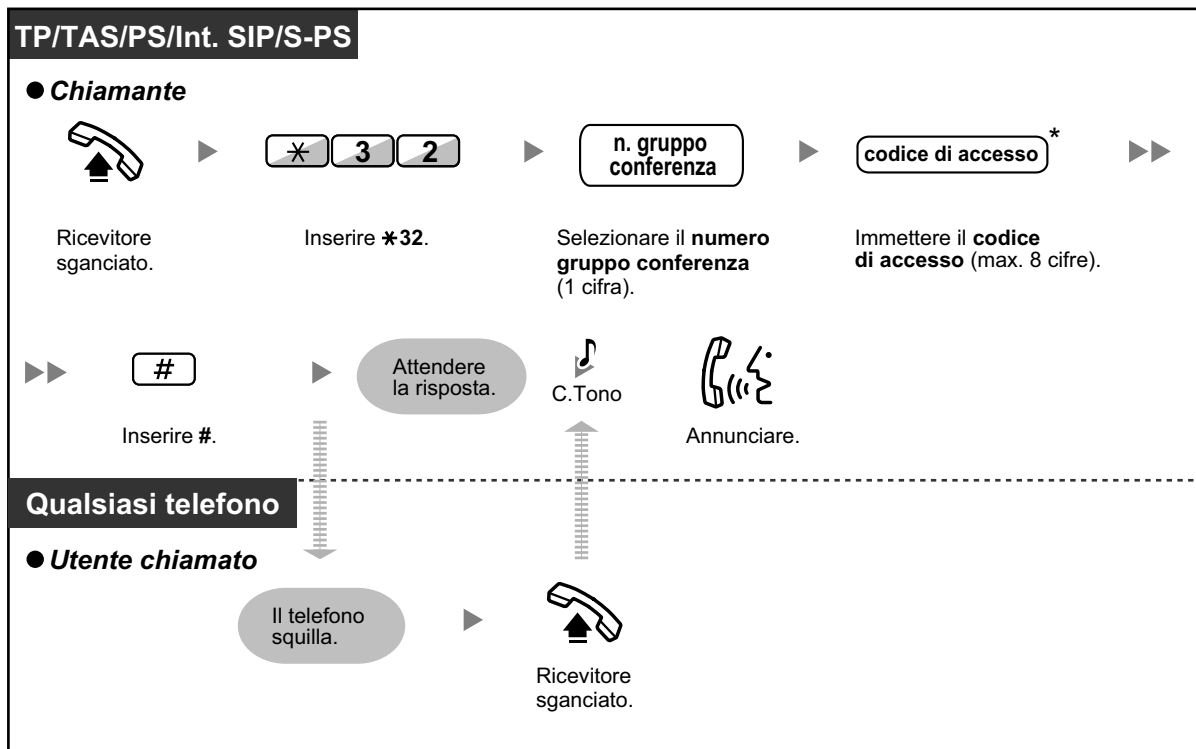 TP/TAS/PS/Int. SIP/S-PS
● Chiamante
* 3 2
n. gruppo
conferenza
codice di accesso*
Ricevitore
sganciato.
Inserire *32.
Selezionare il numero
gruppo conferenza
(1 cifra).
Immettere il codice
di accesso (max. 8 cifre).
#
Attendere
la risposta.
C.Tono
Inserire #.
Annunciare.
Qualsiasi telefono
● Utente chiamato
Il telefono
squilla.
Ricevitore
sganciato.